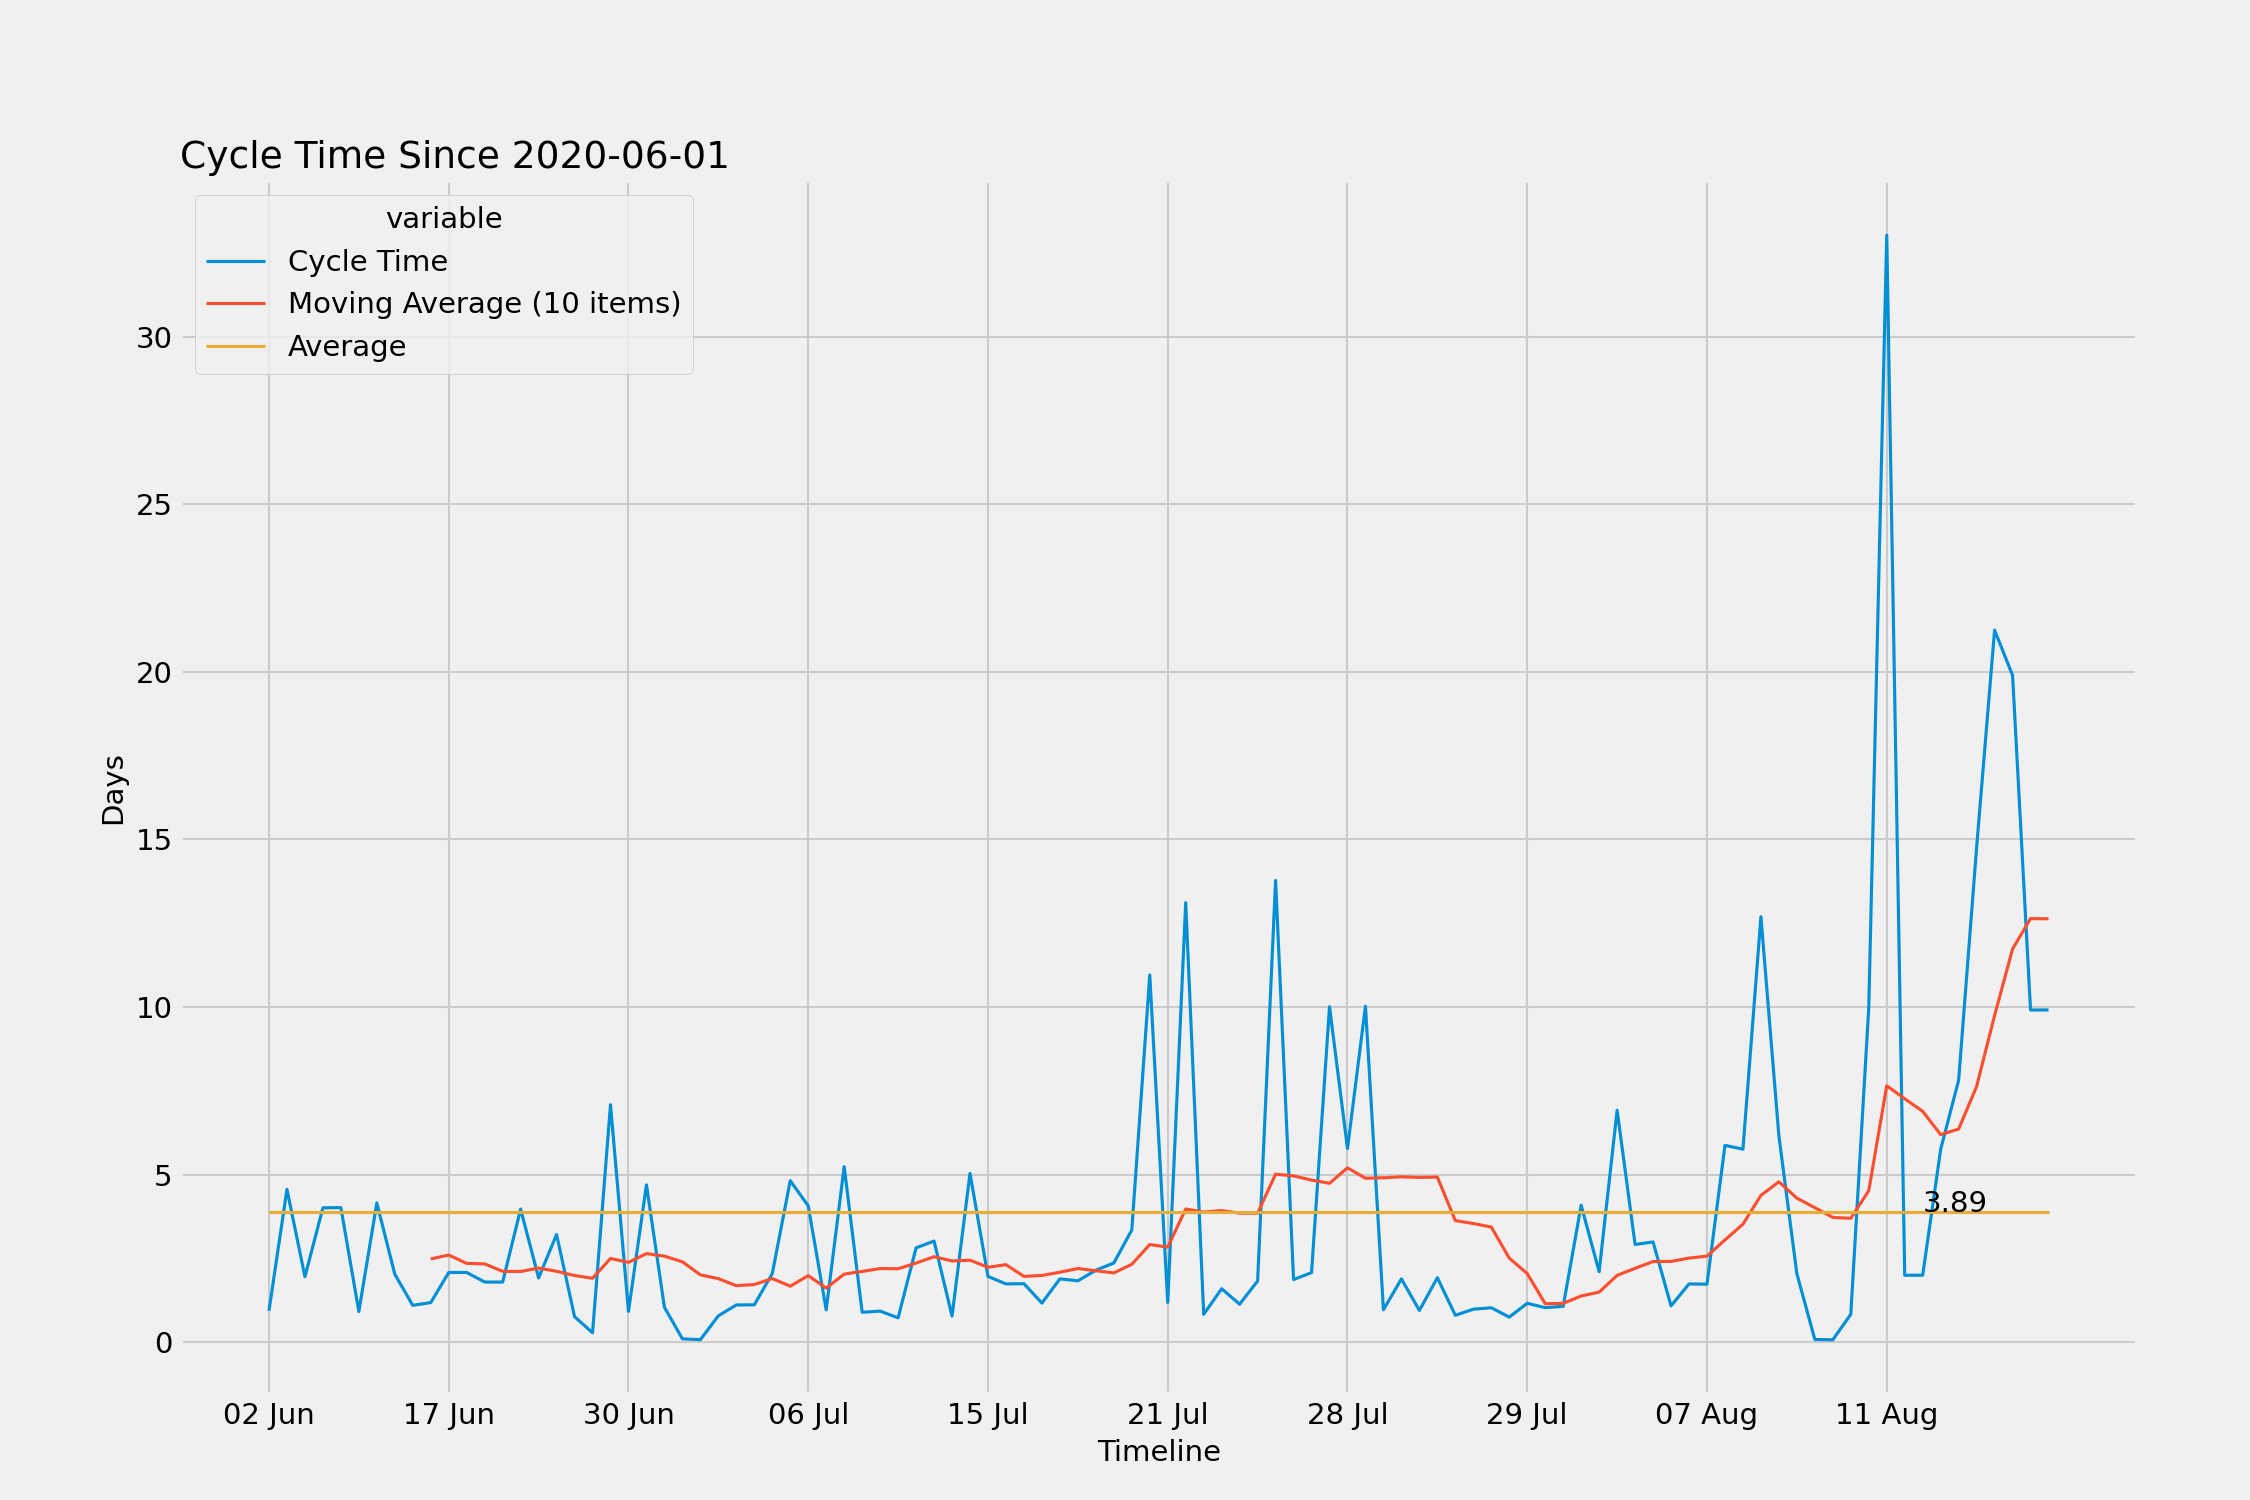 Cycle Time Since 2020-06-01
variable
Cycle Time
Moving Average (10 items)
Average
30
25
20
15
10
5
0
Days
3.89
02 Jun 17 Jun 30 Jun 06 Jul 15 Jul 21 Jul 28 Jul 29 Jul 07 Aug 11 Aug
Timeline